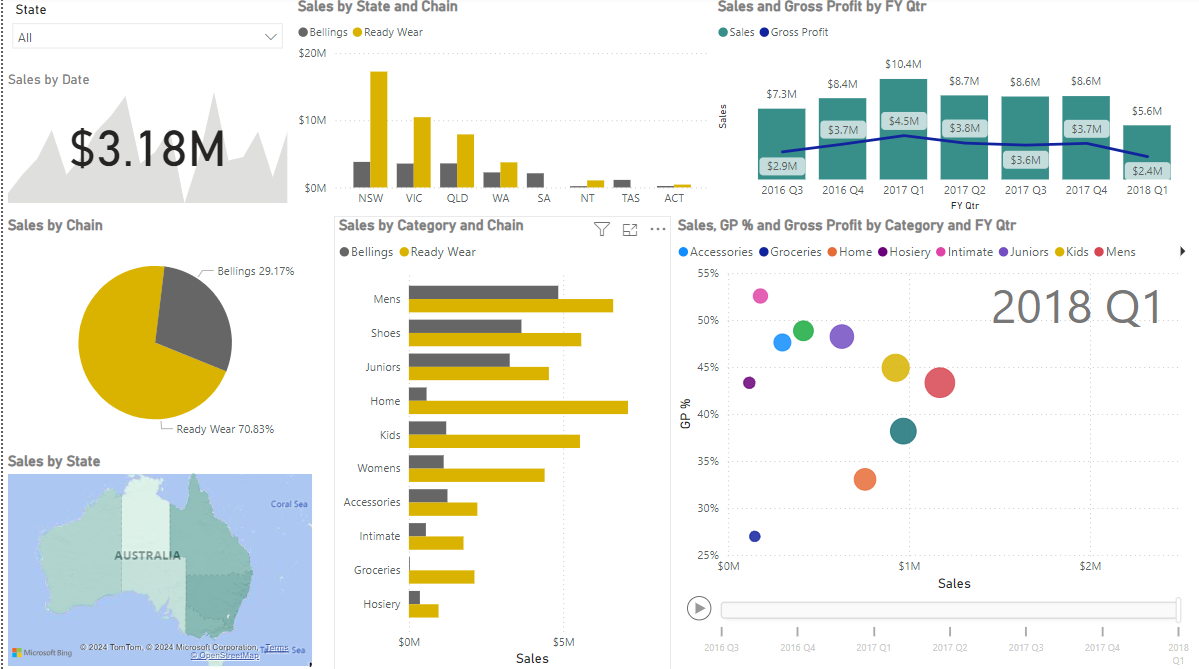 State
All
Sales by Date
$3.18M
Sales by State and Chain
Bellings Ready Wear
$20M
$10M
$0M
NSW VIC QLD WA SA NT TAS ACT
Sales and Gross Profit by FY Qtr
Sales Gross Profit
Sales
$7.3M $8.4M $10.4M $8.7M $8.6M $8.6M $5.6M
$2.9M $3.7M $4.5M $3.8M $3.6M $3.7M $2.4M
2016 Q3 2016 Q4 2017 Q1 2017 Q2 2017 Q3 2017 Q4 2018 Q1
FY Qtr
Sales by Chain
Bellings 29.17%
Ready Wear 70.83%
Sales by Category and Chain
Bellings Ready Wear
Mens
Shoes
Juniors
Home
Kids
Womens
Accessories
Intimate
Groceries
Hosiery
$0M $5M
Sales
Sales, GP % and Gross Profit by Category and FY Qtr
Accessories Groceries Home Hosiery Intimate Juniors Kids Mens
2018 Q1
GP %
55%
50%
45%
40%
35%
30%
25%
$0M $1M $2M
Sales
2016 Q3 2016 Q4 2017 Q1 2017 Q2 2017 Q3 2017 Q4 2018 Q1
Sales by State
Coral Sea
AUSTRALIA
Microsoft Bing
© 2024 TomTom, © 2024 Microsoft Corporation, Terms
© OpenStreetMap
Sea